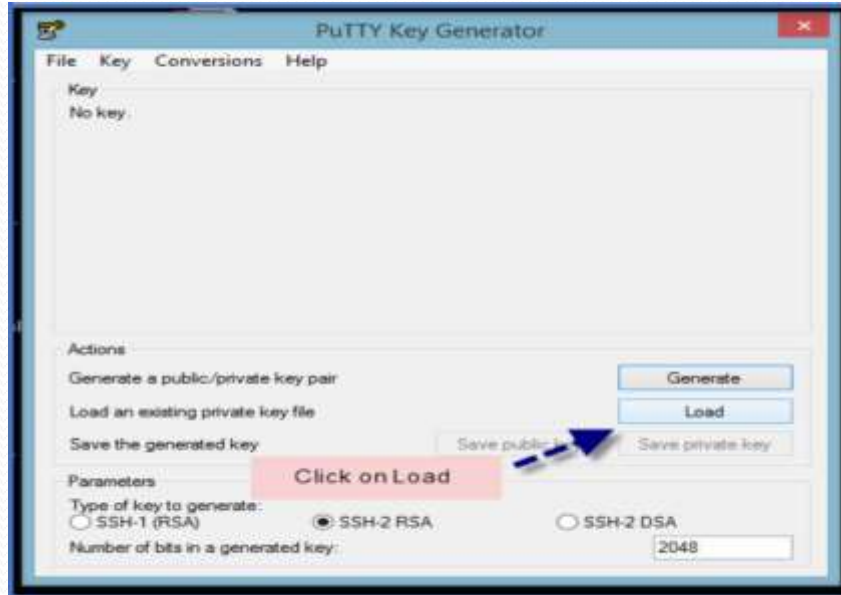 PuTTY Key Generator
File Key Conversions Help
Key
No key.
Actions
Generate a public/private key pair
Generate
Load an existing private key file
Load
Save the generated key
Save public
Save private key
Click on Load
Parameters
Type of key to generate:
SSH-1 (RSA) SSH-2 RSA SSH-2 DSA
Number of bits in a generated key:
2048